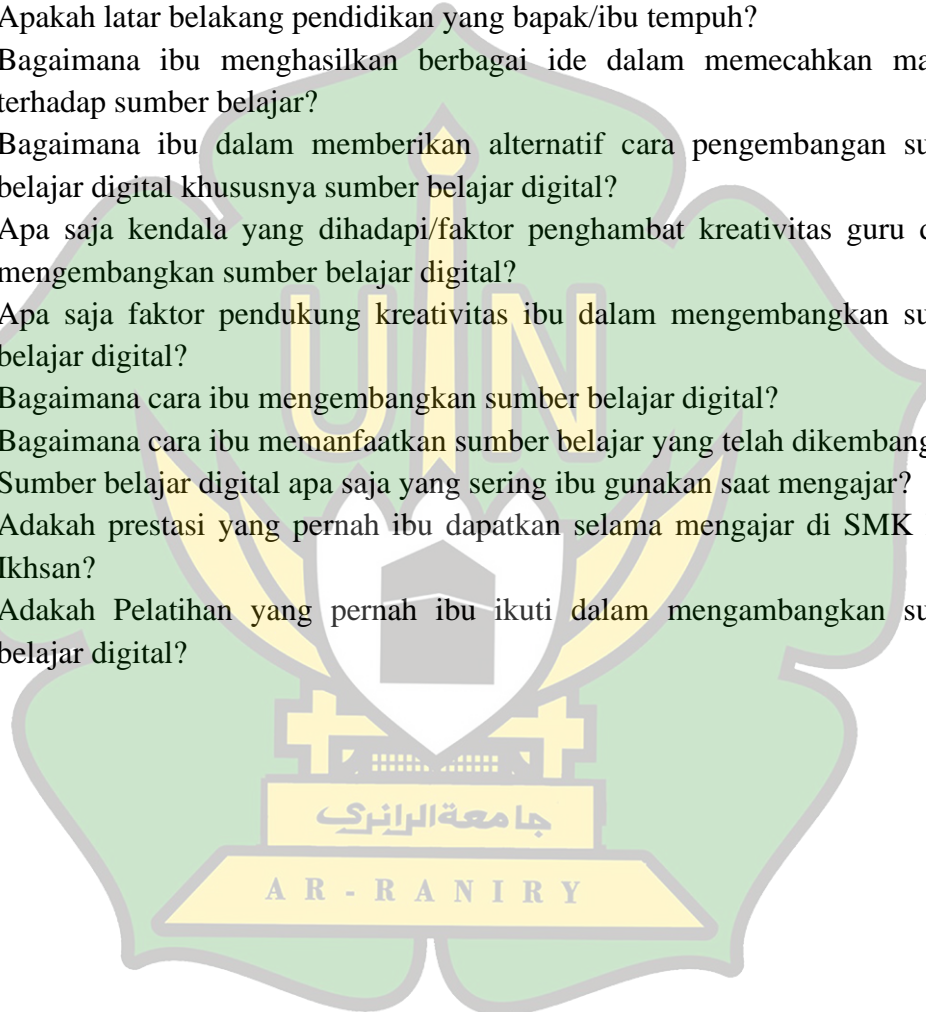 Apakah latar belakang pendidikan yang bapak/ibu tempuh?
Bagaimana ibu menghasilkan berbagai ide dalam memecahkan
terhadap sumber belajar?
Bagaimana ibu dalam memberikan alternatif cara pengembangan
belajar digital khususnya sumber belajar digital?
Apa saja kendala yang dihadapi/faktor penghambat kreativitas guru
mengembangkan sumber belajar digital?
Apa saja faktor pendukung kreativitas ibu dalam mengembangkan
belajar digital?
Bagaimana cara ibu mengembangkan sumber belajar digital?
Bagaimana cara ibu memanfaatkan sumber belajar yang telah
Sumber belajar digital apa saja yang sering ibu gunakan saat mengajar?
Adakah prestasi yang pernah ibu dapatkan selama mengajar di SMK
Ikhsan?
Adakah Pelatihan yang pernah ibu ikuti dalam mengambangkan
belajar digital?
UIN
جامعة الرانري
AR-RANIRY